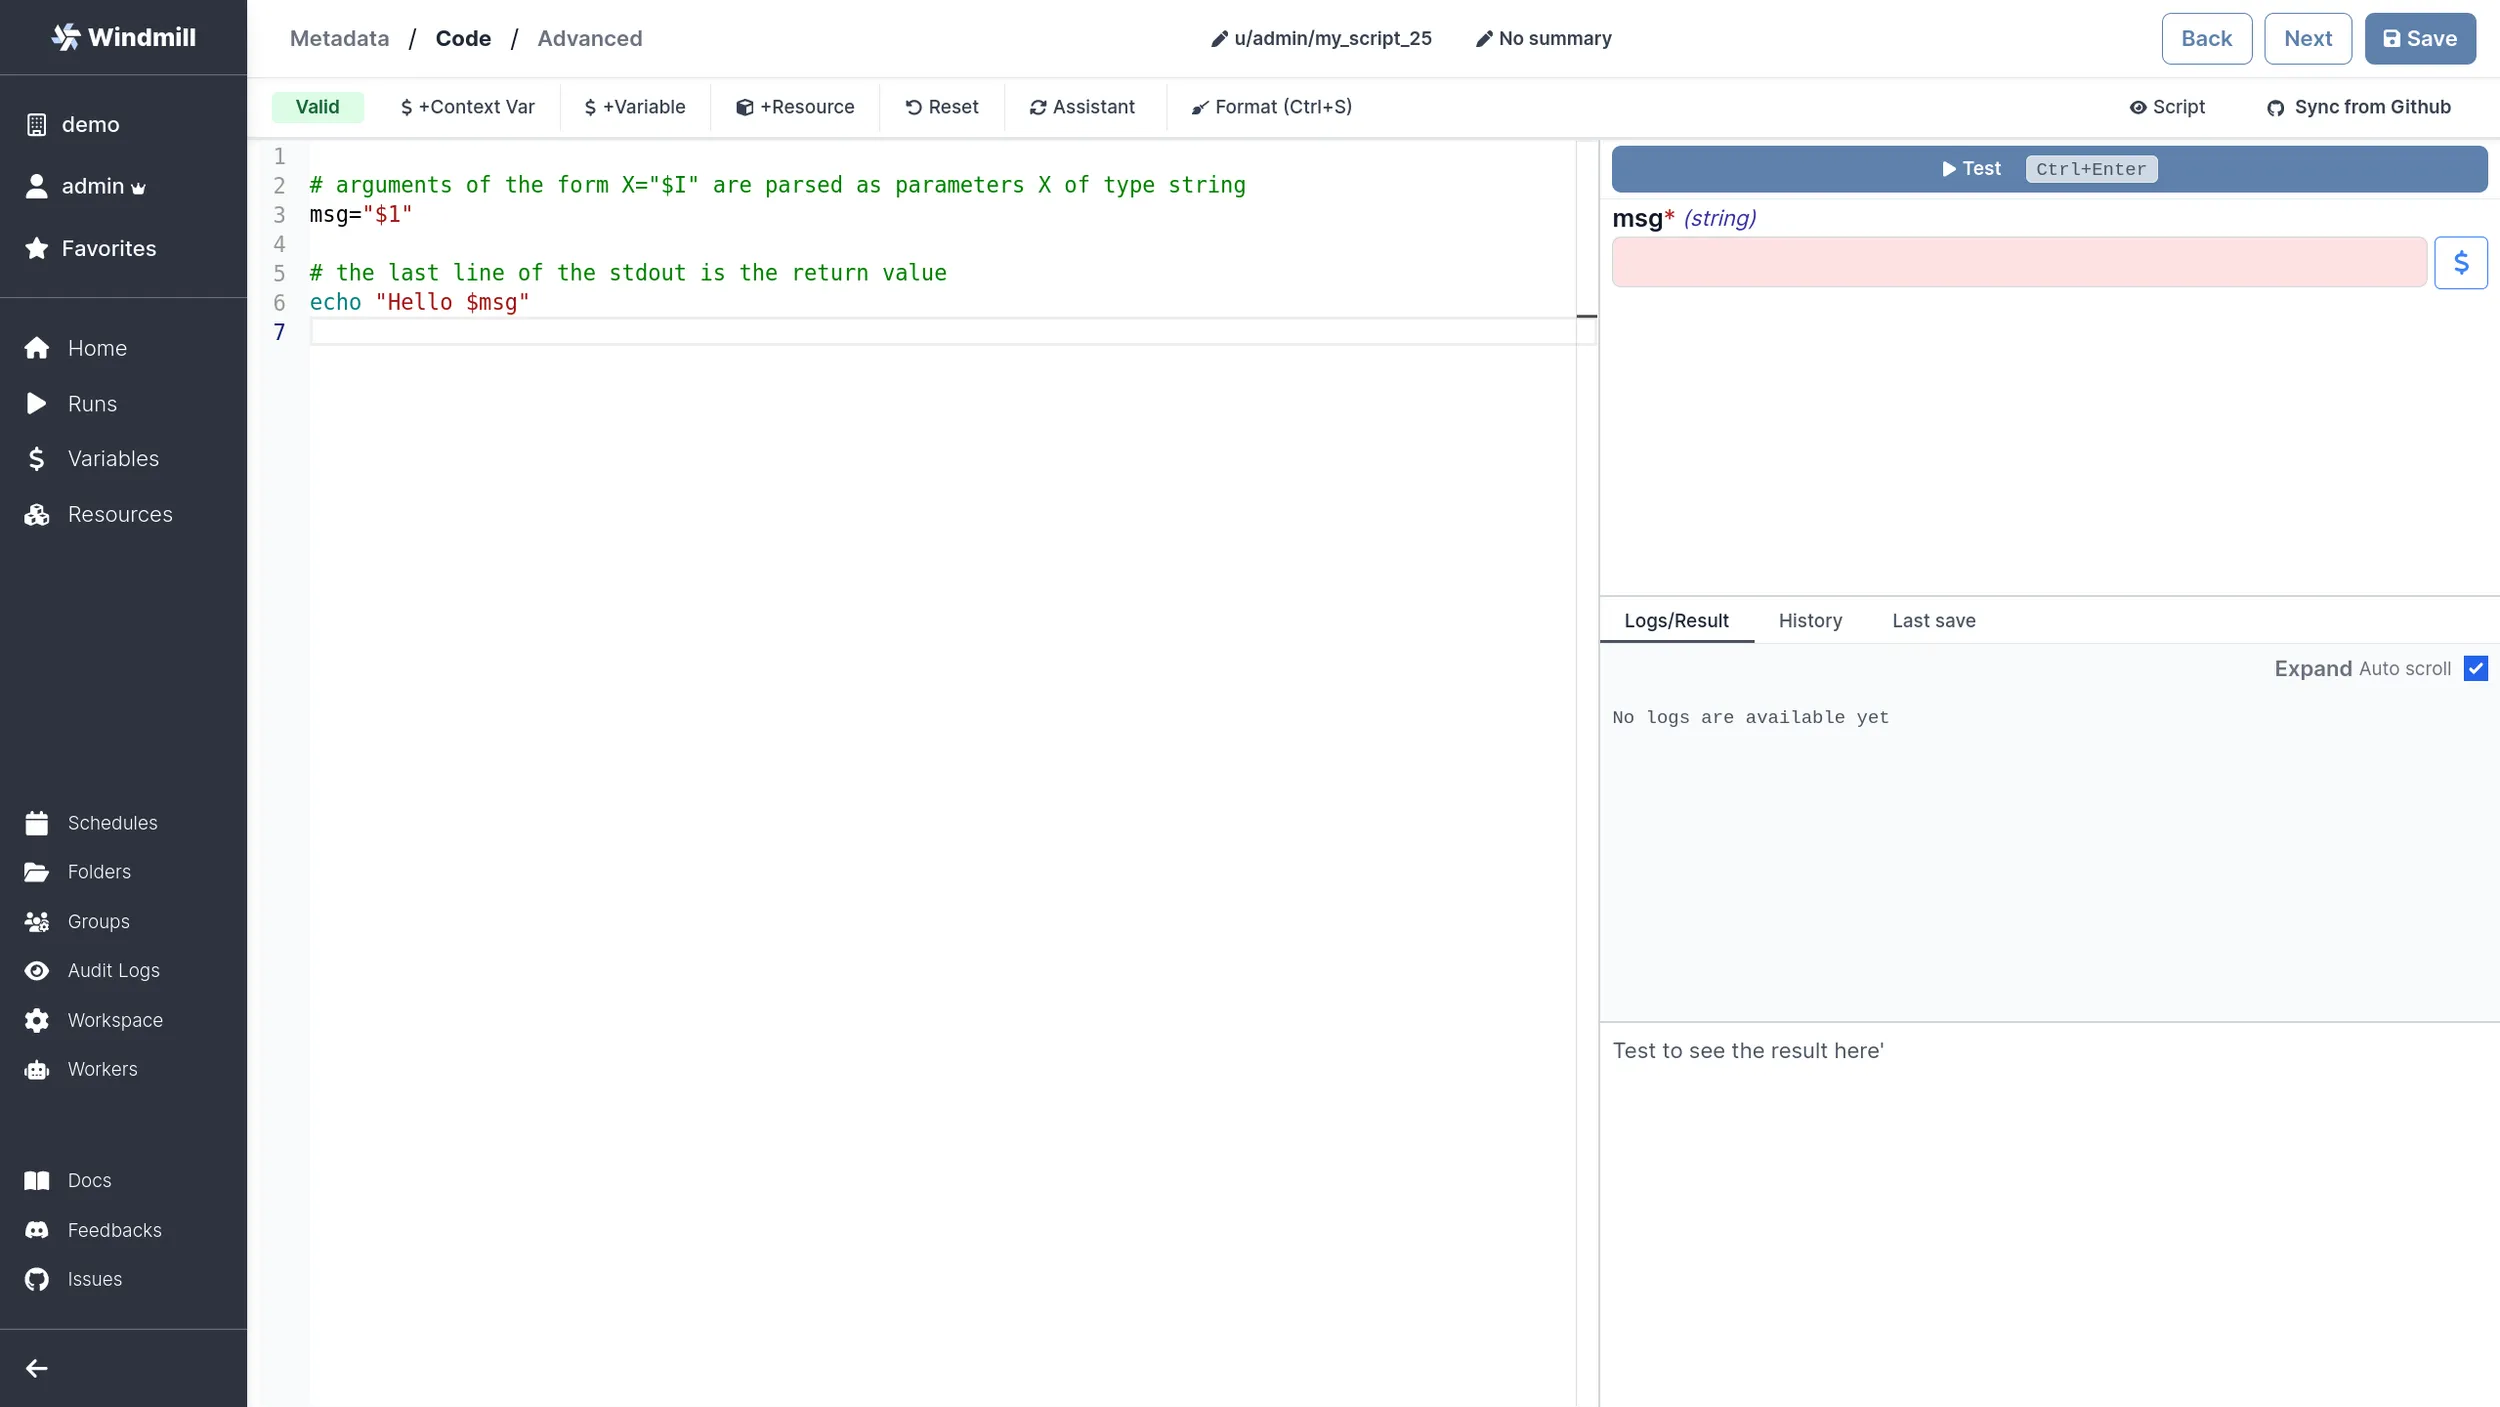 Windmill
demo
admin
Favorites
Home
Runs
Variables
Resources
Schedules
Folders
Groups
Audit Logs
Workspace
Workers
Docs
Feedbacks
Issues
Metadata / Code / Advanced
u/admin/my_script_25
No summary
Back
Next
Save
Valid
$ +Context Var
$ +Variable
+Resource
Reset
Assistant
Format (Ctrl+S)
Script
Sync from Github
1
2 # arguments of the form X="$I" are parsed as parameters X of type string
3 msg="$1"
4
5 # the last line of the stdout is the return value
6 echo "Hello $msg"
7
Test Ctrl+Enter
msg* (string)
$
Logs/Result
History
Last save
Expand Auto scroll
No logs are available yet
Test to see the result here'